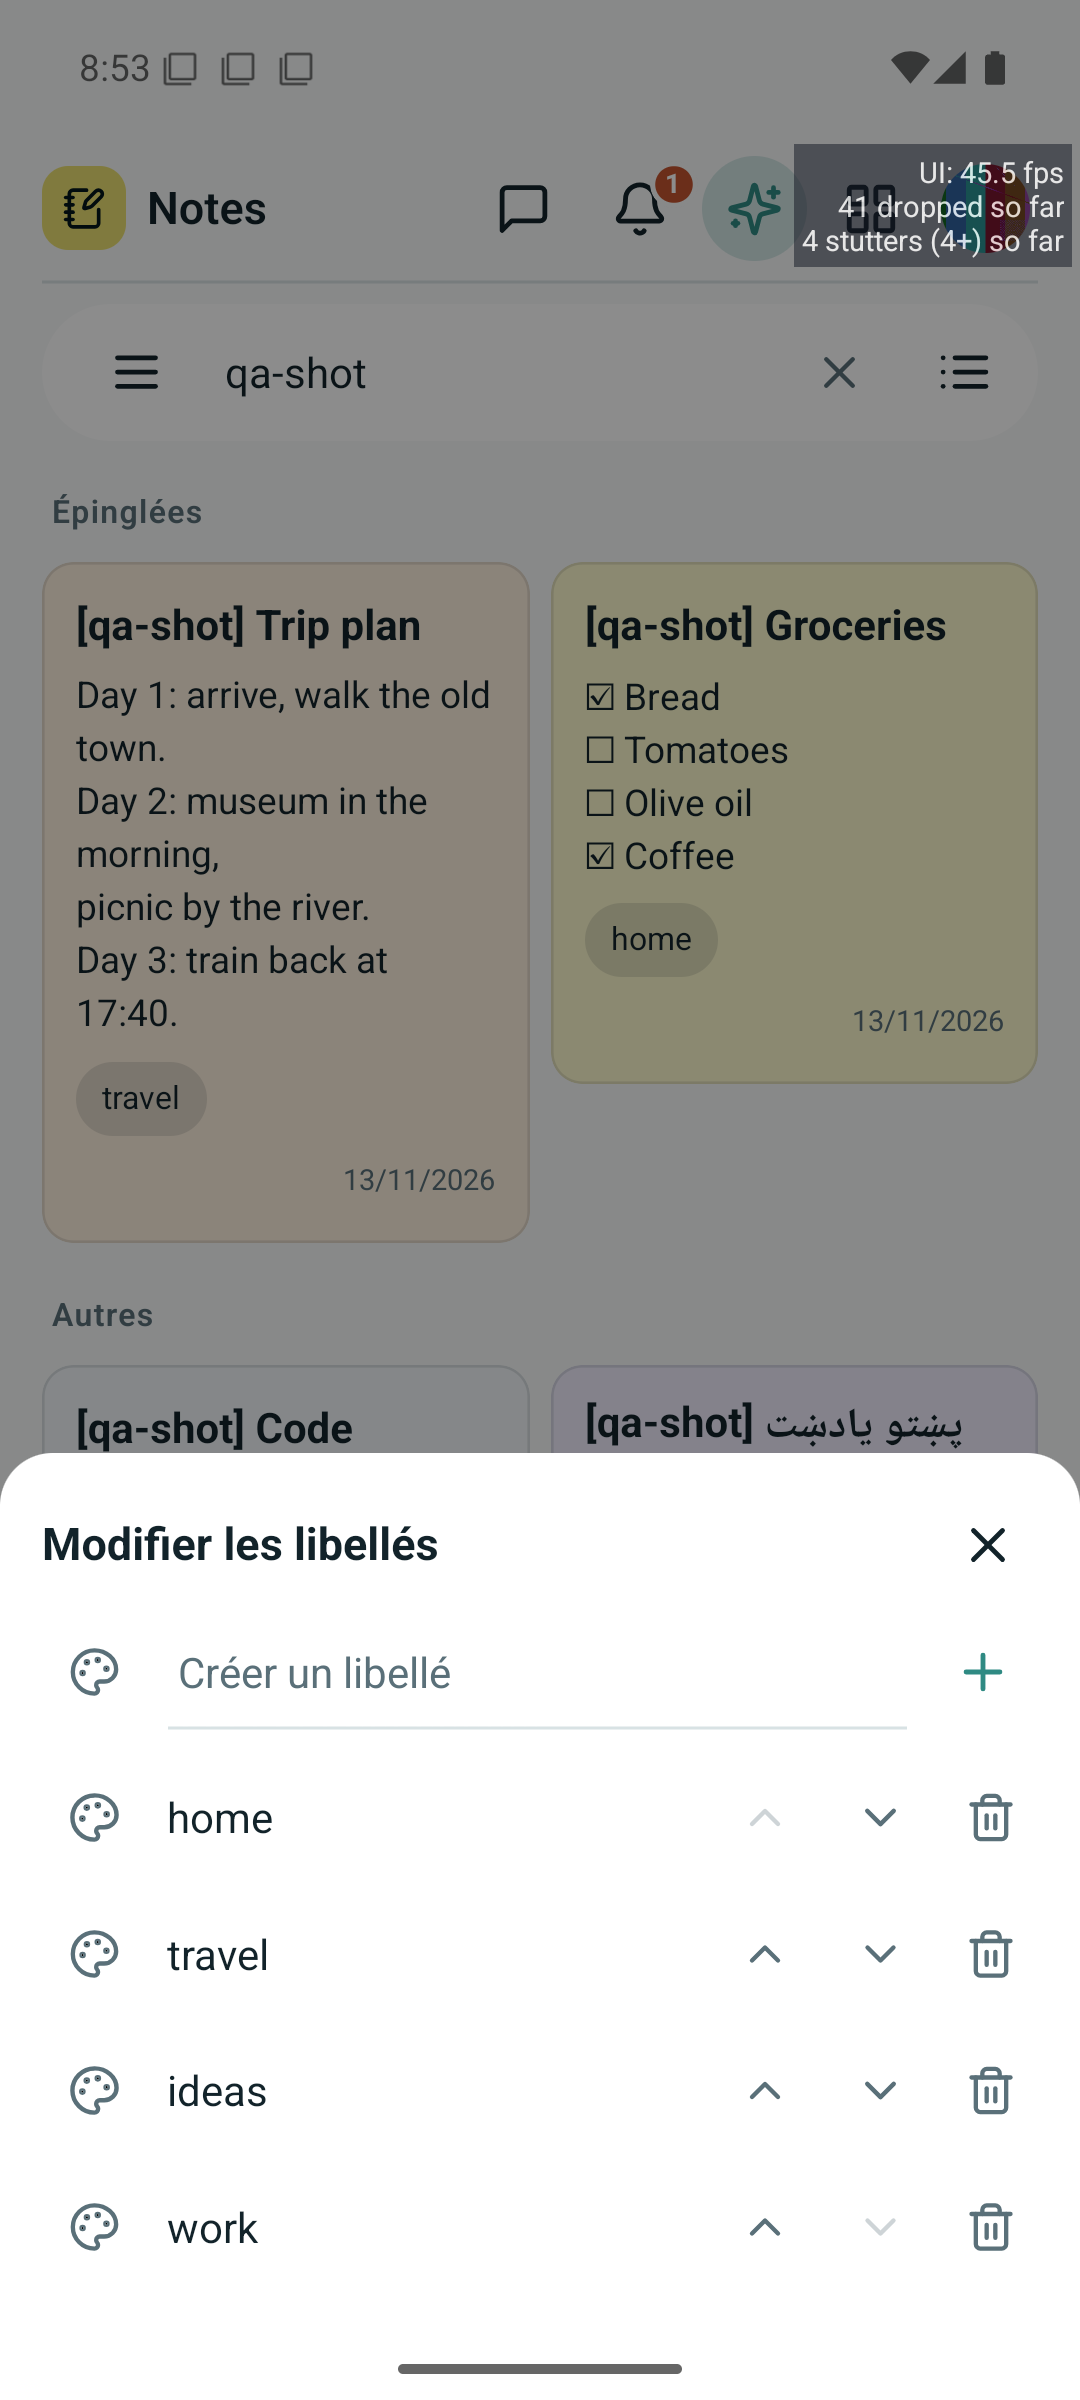 8:53
Notes
1
UI: 45.5 fps
41 dropped so far
4 stutters (4+) so far
qa-shot
Épinglées
[qa-shot] Trip plan
Day 1: arrive, walk the old
town.
Day 2: museum in the
morning,
picnic by the river.
Day 3: train back at
17:40.
travel
13/11/2026
[qa-shot] Groceries
☑ Bread
☐ Tomatoes
☐ Olive oil
☑ Coffee
home
13/11/2026
Autres
[qa-shot] Code
[qa-shot] پښتو یادښت
Modifier les libellés
Créer un libellé
home
travel
ideas
work